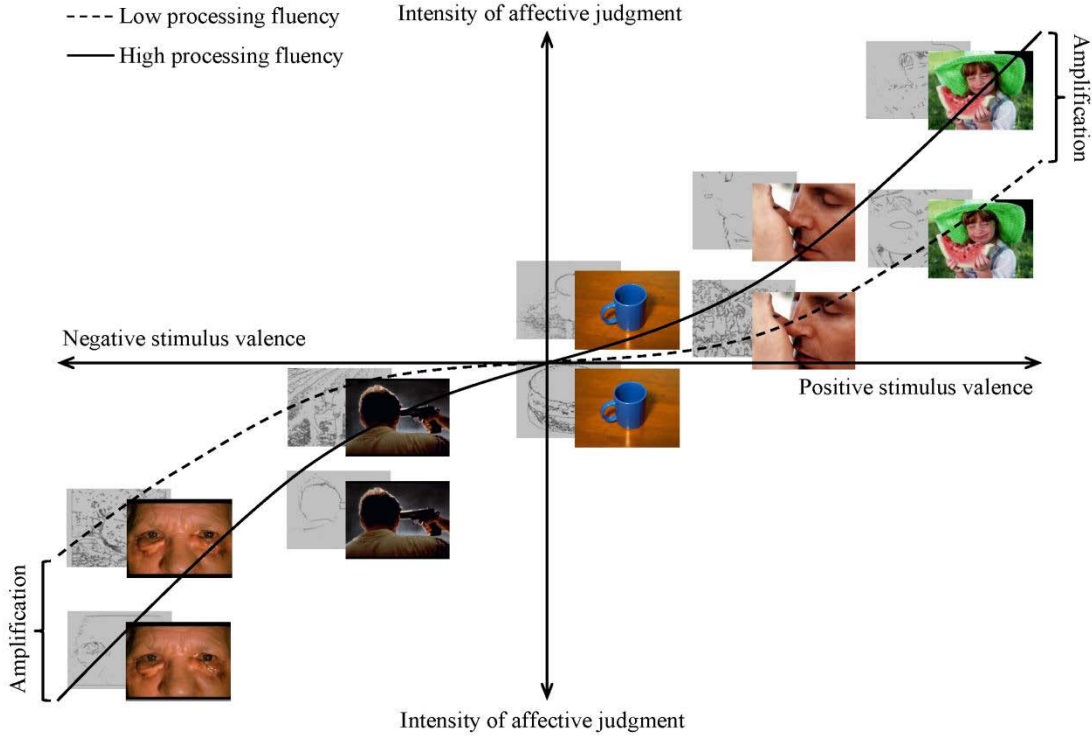 Intensity of affective judgment
Low processing fluency
High processing fluency
Amplification
Negative stimulus valence
Positive stimulus valence
Amplification
Intensity of affective judgment